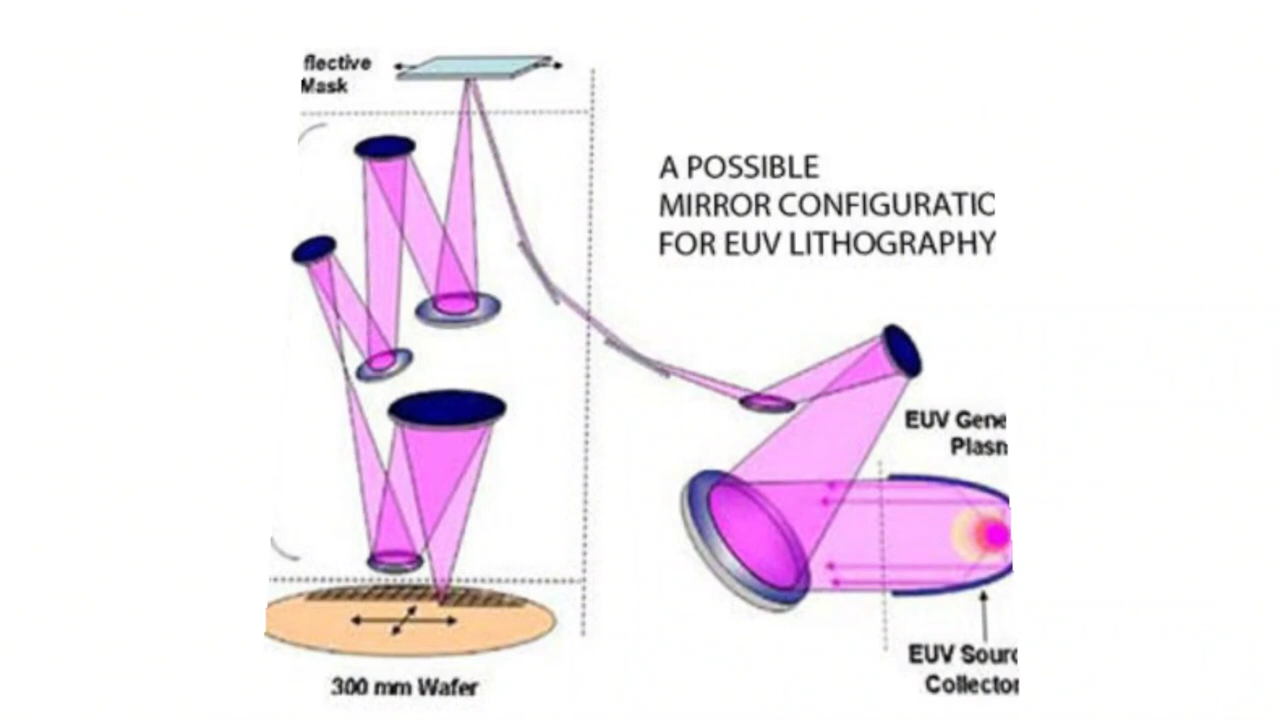 flective
Mask
A POSSIBLE
MIRROR CONFIGURATIC
FOR EUV LITHOGRAPHY
EUV Gene
Plasn
EUV Sourc
Collector
300 mm Wafer